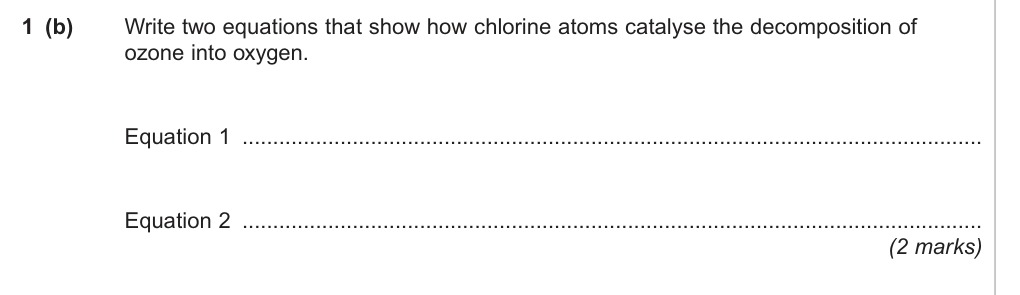 1 (b) Write two equations that show how chlorine atoms catalyse the decomposition of
ozone into oxygen.
Equation 1 ....................................................................................................................
Equation 2 ....................................................................................................................
(2 marks)